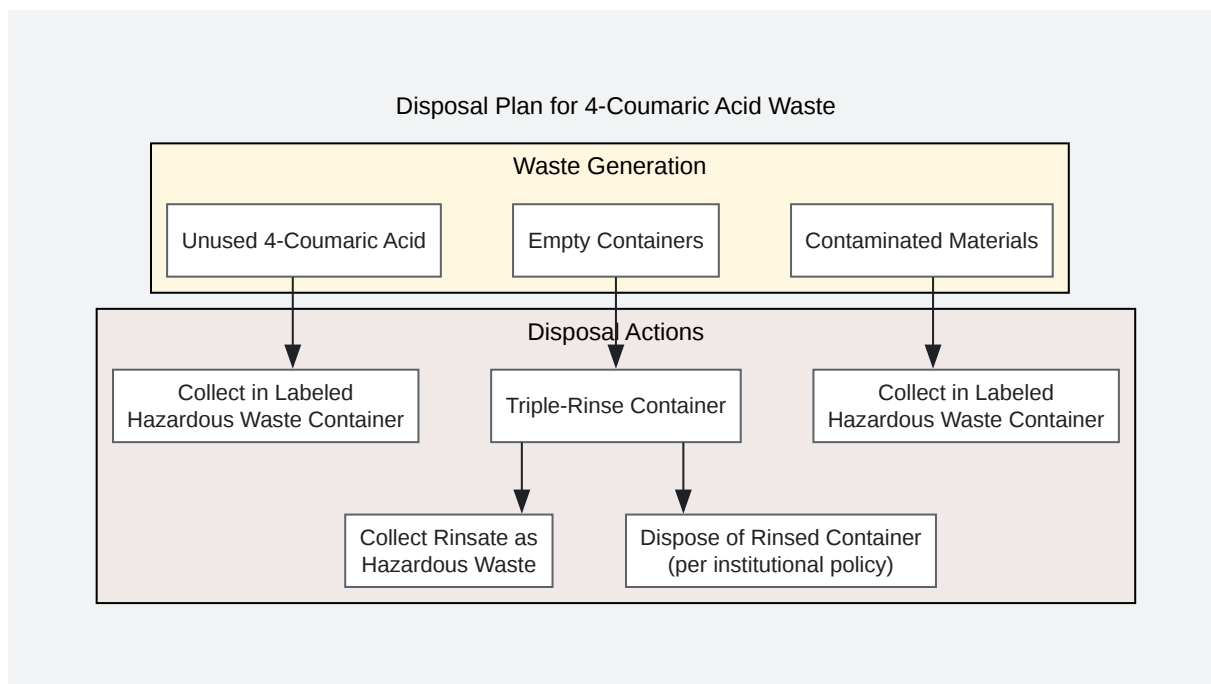 Disposal Plan for 4-Coumaric Acid Waste
Waste Generation
Unused 4-Coumaric Acid
Empty Containers
Contaminated Materials
Disposal Actions
Collect in Labeled
Hazardous Waste Container
Triple-Rinse Container
Collect in Labeled
Hazardous Waste Container
Collect Rinsate as
Hazardous Waste
Dispose of Rinsed Container
(per institutional policy)